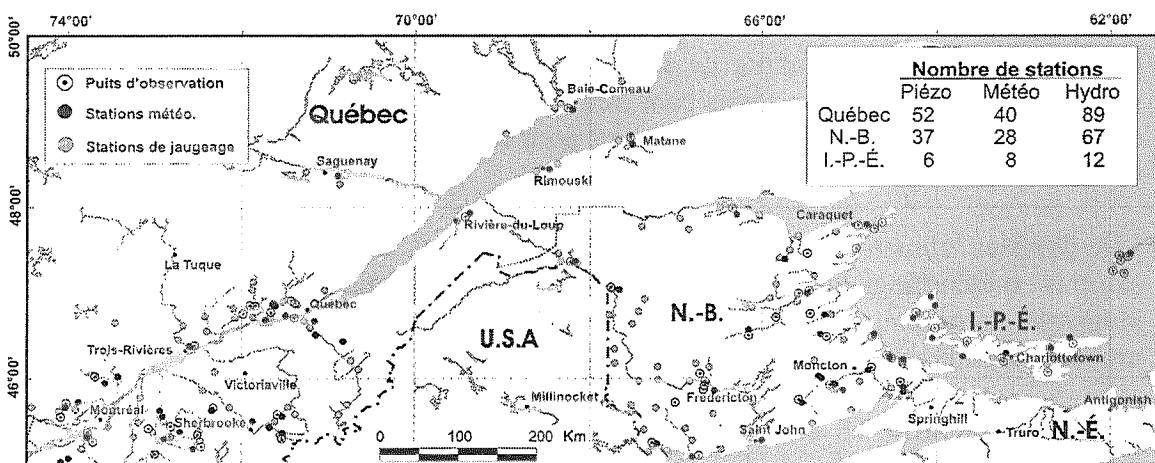 74°00'
70°00'
66°00'
62°00'
50°00'
48°00'
46°00'
Puits d'observation
Stations météo.
Stations de jaugeage
Nombre de stations
Piézo Météo Hydro
Québec 52 40 89
N.-B. 37 28 67
I.-P.-É. 6 8 12
Québec
Baie-Comeau
Matane
Saguenay
Rimouski
Rivière-du-Loup
Caraquet
La Tuque
Québec
U.S.A
N.-B.
I.-P.-É.
Trois-Rivières
Victoriaville
Moncton
Charlottetown
Montréal
Sherbrooke
Millinocket
Fredericton
Antigonish
Springhill
Saint John
Truro
N.-É.
0 100 200 Km